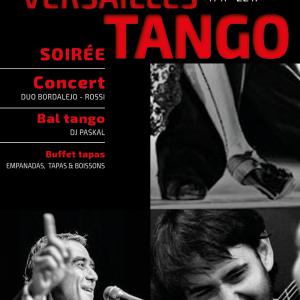 VERSAILLES
SOIRÉE TANGO
Concert
DUO BORDALEJO - ROSSI
Bal tango
DJ PASKAL
Buffet tapas
EMPANADAS, TAPAS & BOISSONS